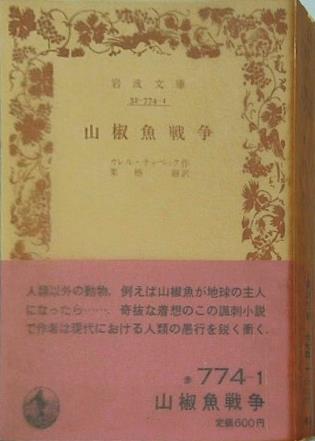 岩波文庫
32-774-1
山椒魚戦争
カレル・チャペック作
栗栖 継訳
人類以外の動物、例えば山椒魚が地球の主人
になったら……。奇抜な着想のこの諷刺小説
で作者は現代における人類の愚行を鋭く衝く.
赤 774-1
山椒魚戦争
定価600円